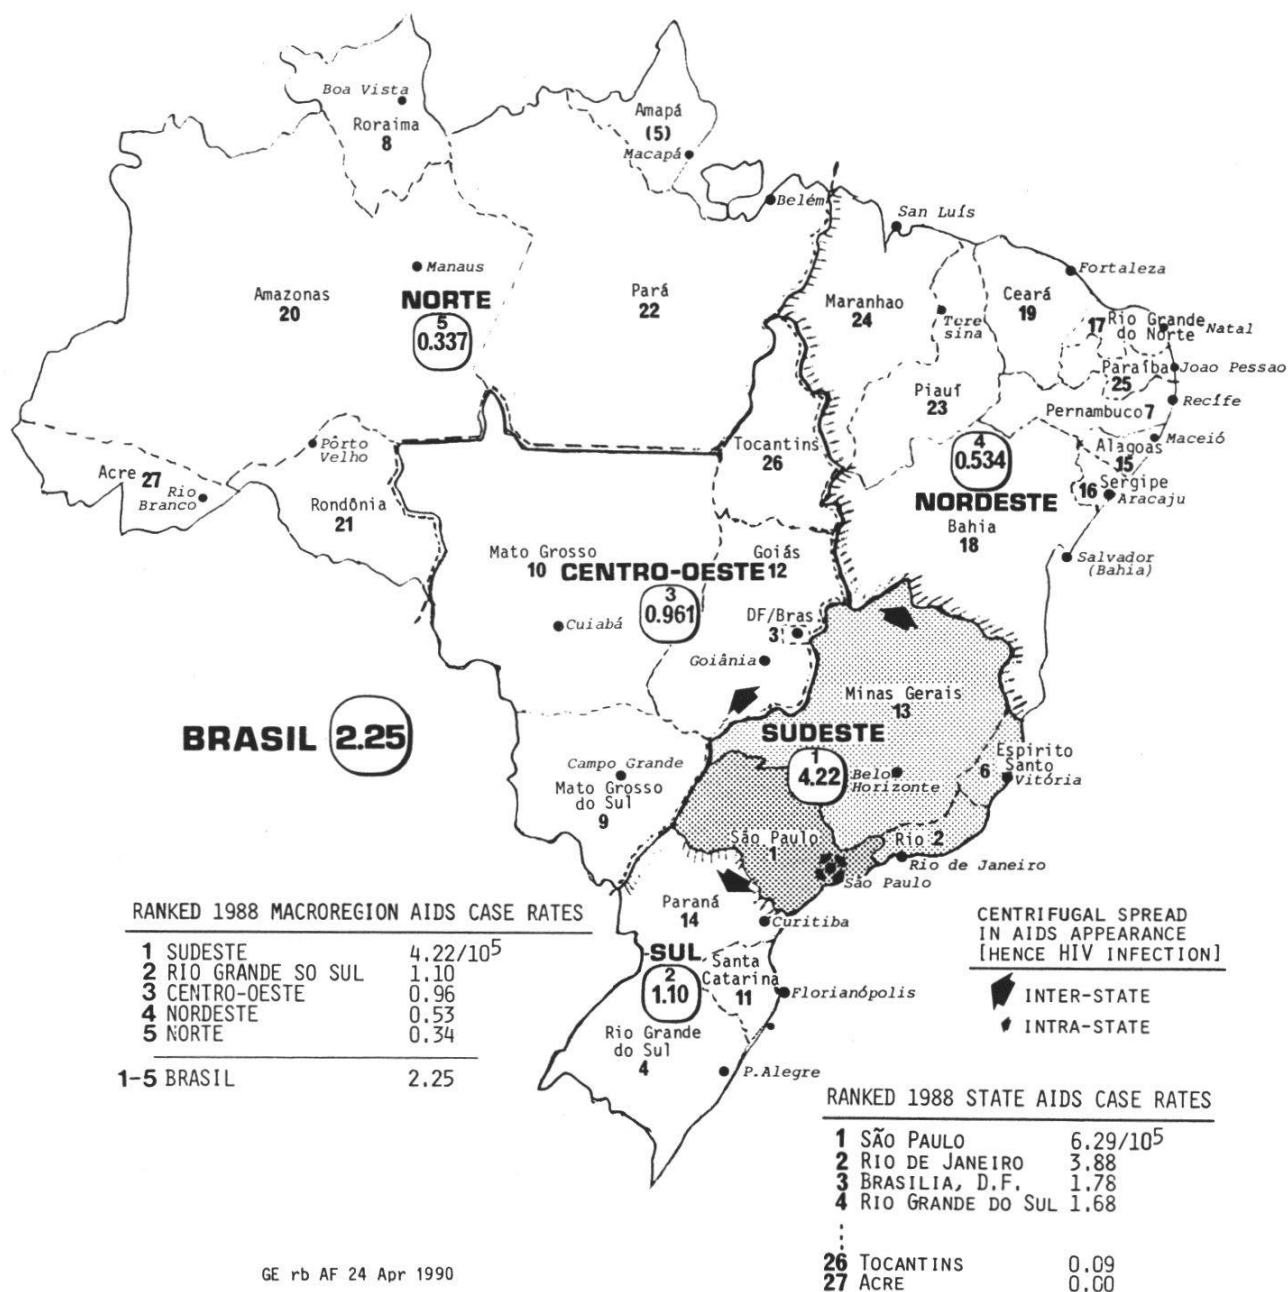 Boa Vista
Roraima
8
Amapá
(5)
Macapá
Belém
San Luís
Fortaleza
Manaus
Amazonas
20
NORTE
5
0.337
Pará
22
Maranhao
24
Tere
sina
Ceará
19
17 Rio Grande
do Norte
Natal
Paraíba
25
Joao Pessao
Piauí
23
Pernambuco 7
Recífe
Alagoas
15
Maceió
4
0.534
NORDESTE
16 Sergipe
Aracaju
Bahia
18
Salvador
(Bahia)
Tocantins
26
Acre 27
Rio
Branco
Pôrto
Velho
Rondônia
21
Mato Grosso
10
Goiás
12
CENTRO-OESTE
3
0.961
Cuiabá
DF/Bras
3
Goiânia
BRASIL 2.25
Minas Gerais
13
SUDESTE
1
4.22
Belo
Horizonte
Espirito
Santo
6
Vitória
Campo Grande
Mato Grosso
do Sul
9
São Paulo
1
Rio 2
Rio de Janeiro
São Paulo
Paraná
14
Curitiba
SUL
2
1.10
Santa
Catarina
11
Florianópolis
Rio Grande
do Sul
4
P.Alegre
RANKED 1988 MACROREGION AIDS CASE RATES
1 SUDESTE 4.22/10⁵
2 RIO GRANDE SO SUL 1.10
3 CENTRO-OESTE 0.96
4 NORDESTE 0.53
5 NORTE 0.34
1-5 BRASIL 2.25
CENTRIFUGAL SPREAD
IN AIDS APPEARANCE
[HENCE HIV INFECTION]
INTER-STATE
INTRA-STATE
RANKED 1988 STATE AIDS CASE RATES
1 SÃO PAULO 6.29/10⁵
2 RIO DE JANEIRO 3.88
3 BRASILIA, D.F. 1.78
4 RIO GRANDE DO SUL 1.68
26 TOCANTINS 0.09
27 ACRE 0.00
GE rb AF 24 Apr 1990